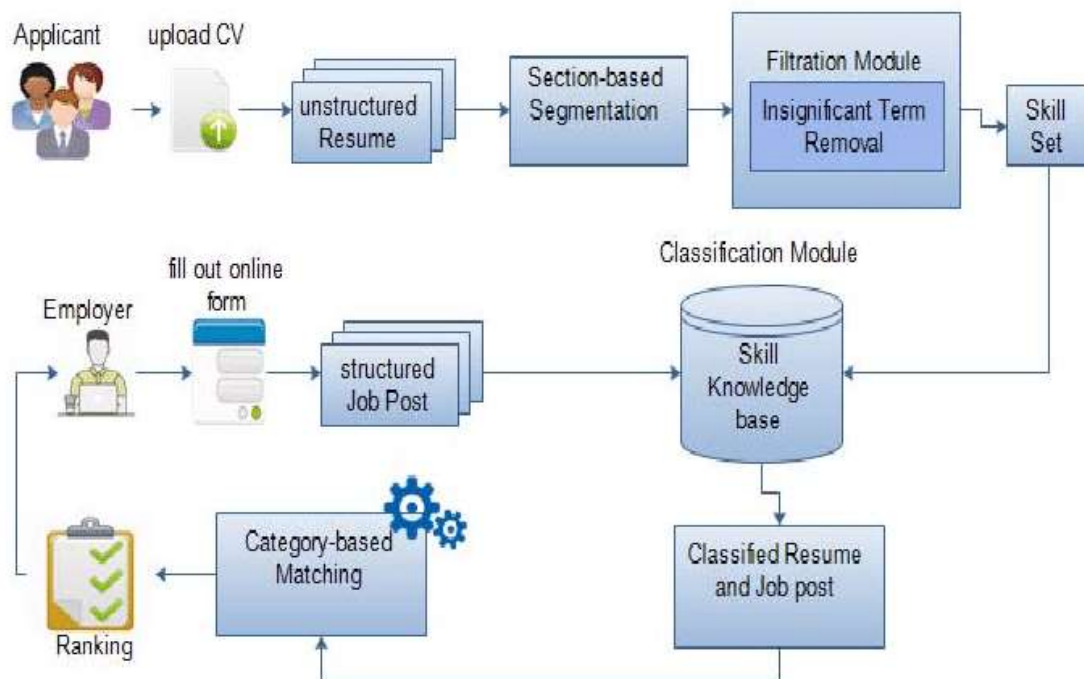 Applicant
upload CV
unstructured
Resume
Section-based
Segmentation
Filtration Module
Insignificant Term
Removal
Skill
Set
Employer
fill out online
form
structured
Job Post
Classification Module
Skill
Knowledge
base
Ranking
Category-based
Matching
Classified Resume
and Job post